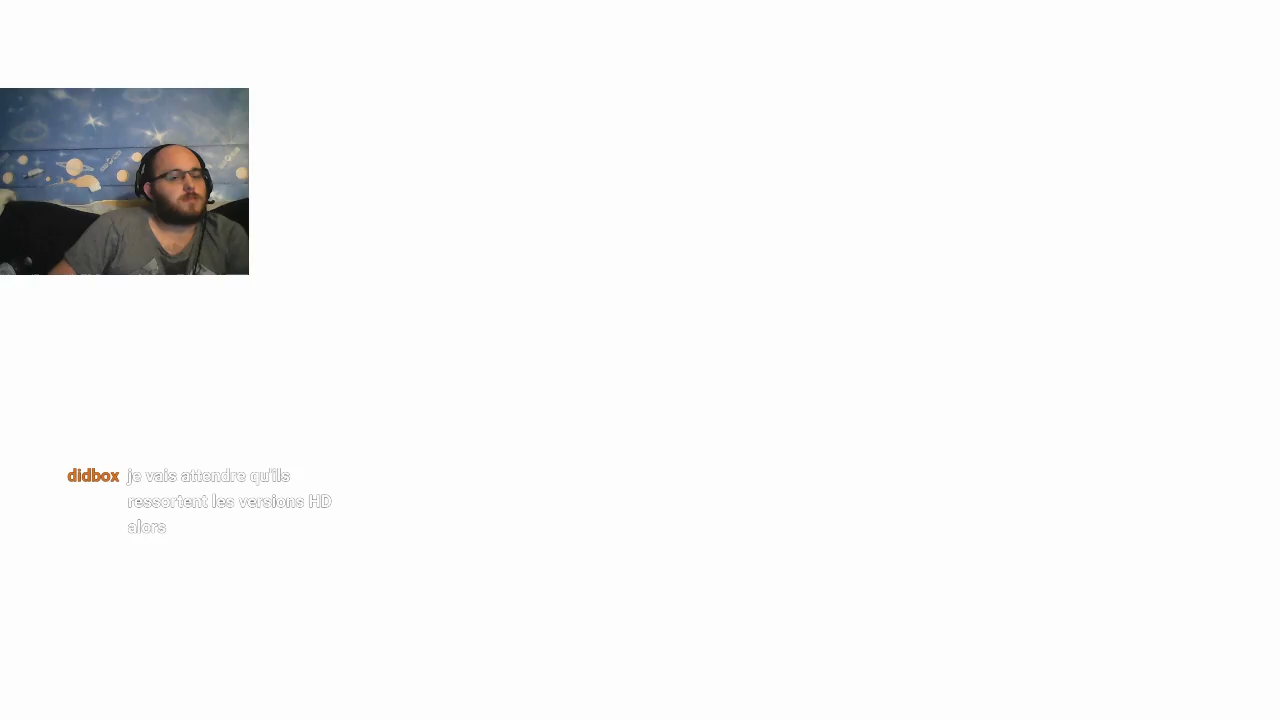 didbox je vais attendre qu'ils
ressortent les versions HD
alors